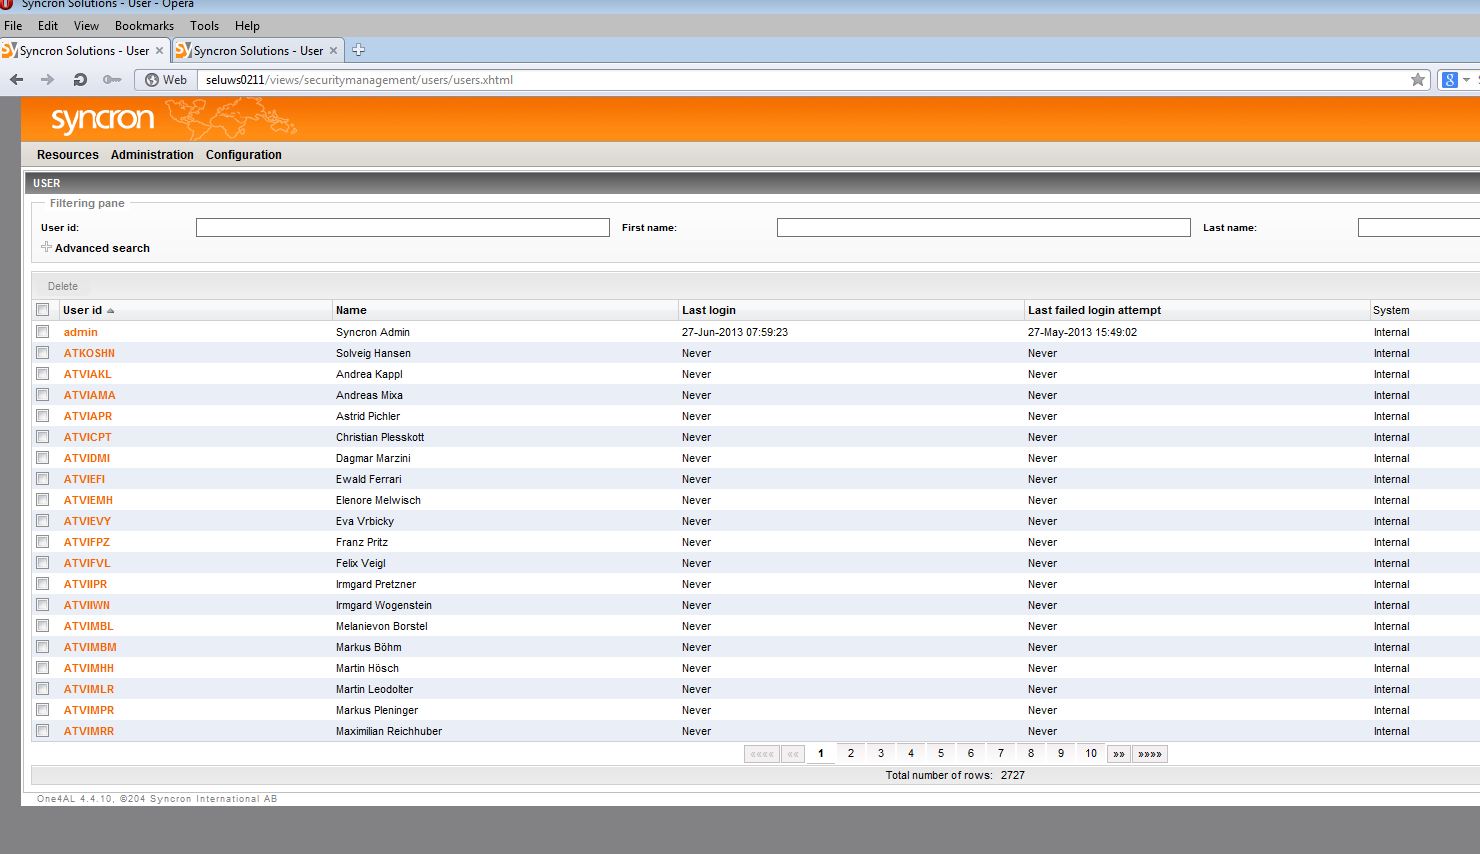 Syncron Solutions - User - Opera
File Edit View Bookmarks Tools Help
Syncron Solutions - User Syncron Solutions - User
Web seluws0211/views/securitymanagement/users/users.xhtml
syncron
Resources Administration Configuration
USER
Filtering pane
User id: First name: Last name:
Advanced search
Delete
User id Name Last login Last failed login attempt System
admin Syncron Admin 27-Jun-2013 07:59:23 27-May-2013 15:49:02 Internal
ATKOSHN Solveig Hansen Never Never Internal
ATVIAKL Andrea Kappl Never Never Internal
ATVIAMA Andreas Mixa Never Never Internal
ATVIAPR Astrid Pichler Never Never Internal
ATVICPT Christian Plesskott Never Never Internal
ATVIDMI Dagmar Marzini Never Never Internal
ATVIEFI Ewald Ferrari Never Never Internal
ATVIEMH Elenore Melwisch Never Never Internal
ATVIEVY Eva Vrbicky Never Never Internal
ATVIFPZ Franz Pritz Never Never Internal
ATVIFVL Felix Veigl Never Never Internal
ATVIIPR Irmgard Pretzner Never Never Internal
ATVIIWN Irmgard Wogenstein Never Never Internal
ATVIMBL Melanievon Borstel Never Never Internal
ATVIMBM Markus Böhm Never Never Internal
ATVIMHH Martin Hösch Never Never Internal
ATVIMLR Martin Leodolter Never Never Internal
ATVIMPR Markus Pleninger Never Never Internal
ATVIMRR Maximilian Reichhuber Never Never Internal
«««« «« 1 2 3 4 5 6 7 8 9 10 »» »»»»
Total number of rows: 2727
One4AL 4.4.10, ©204 Syncron International AB